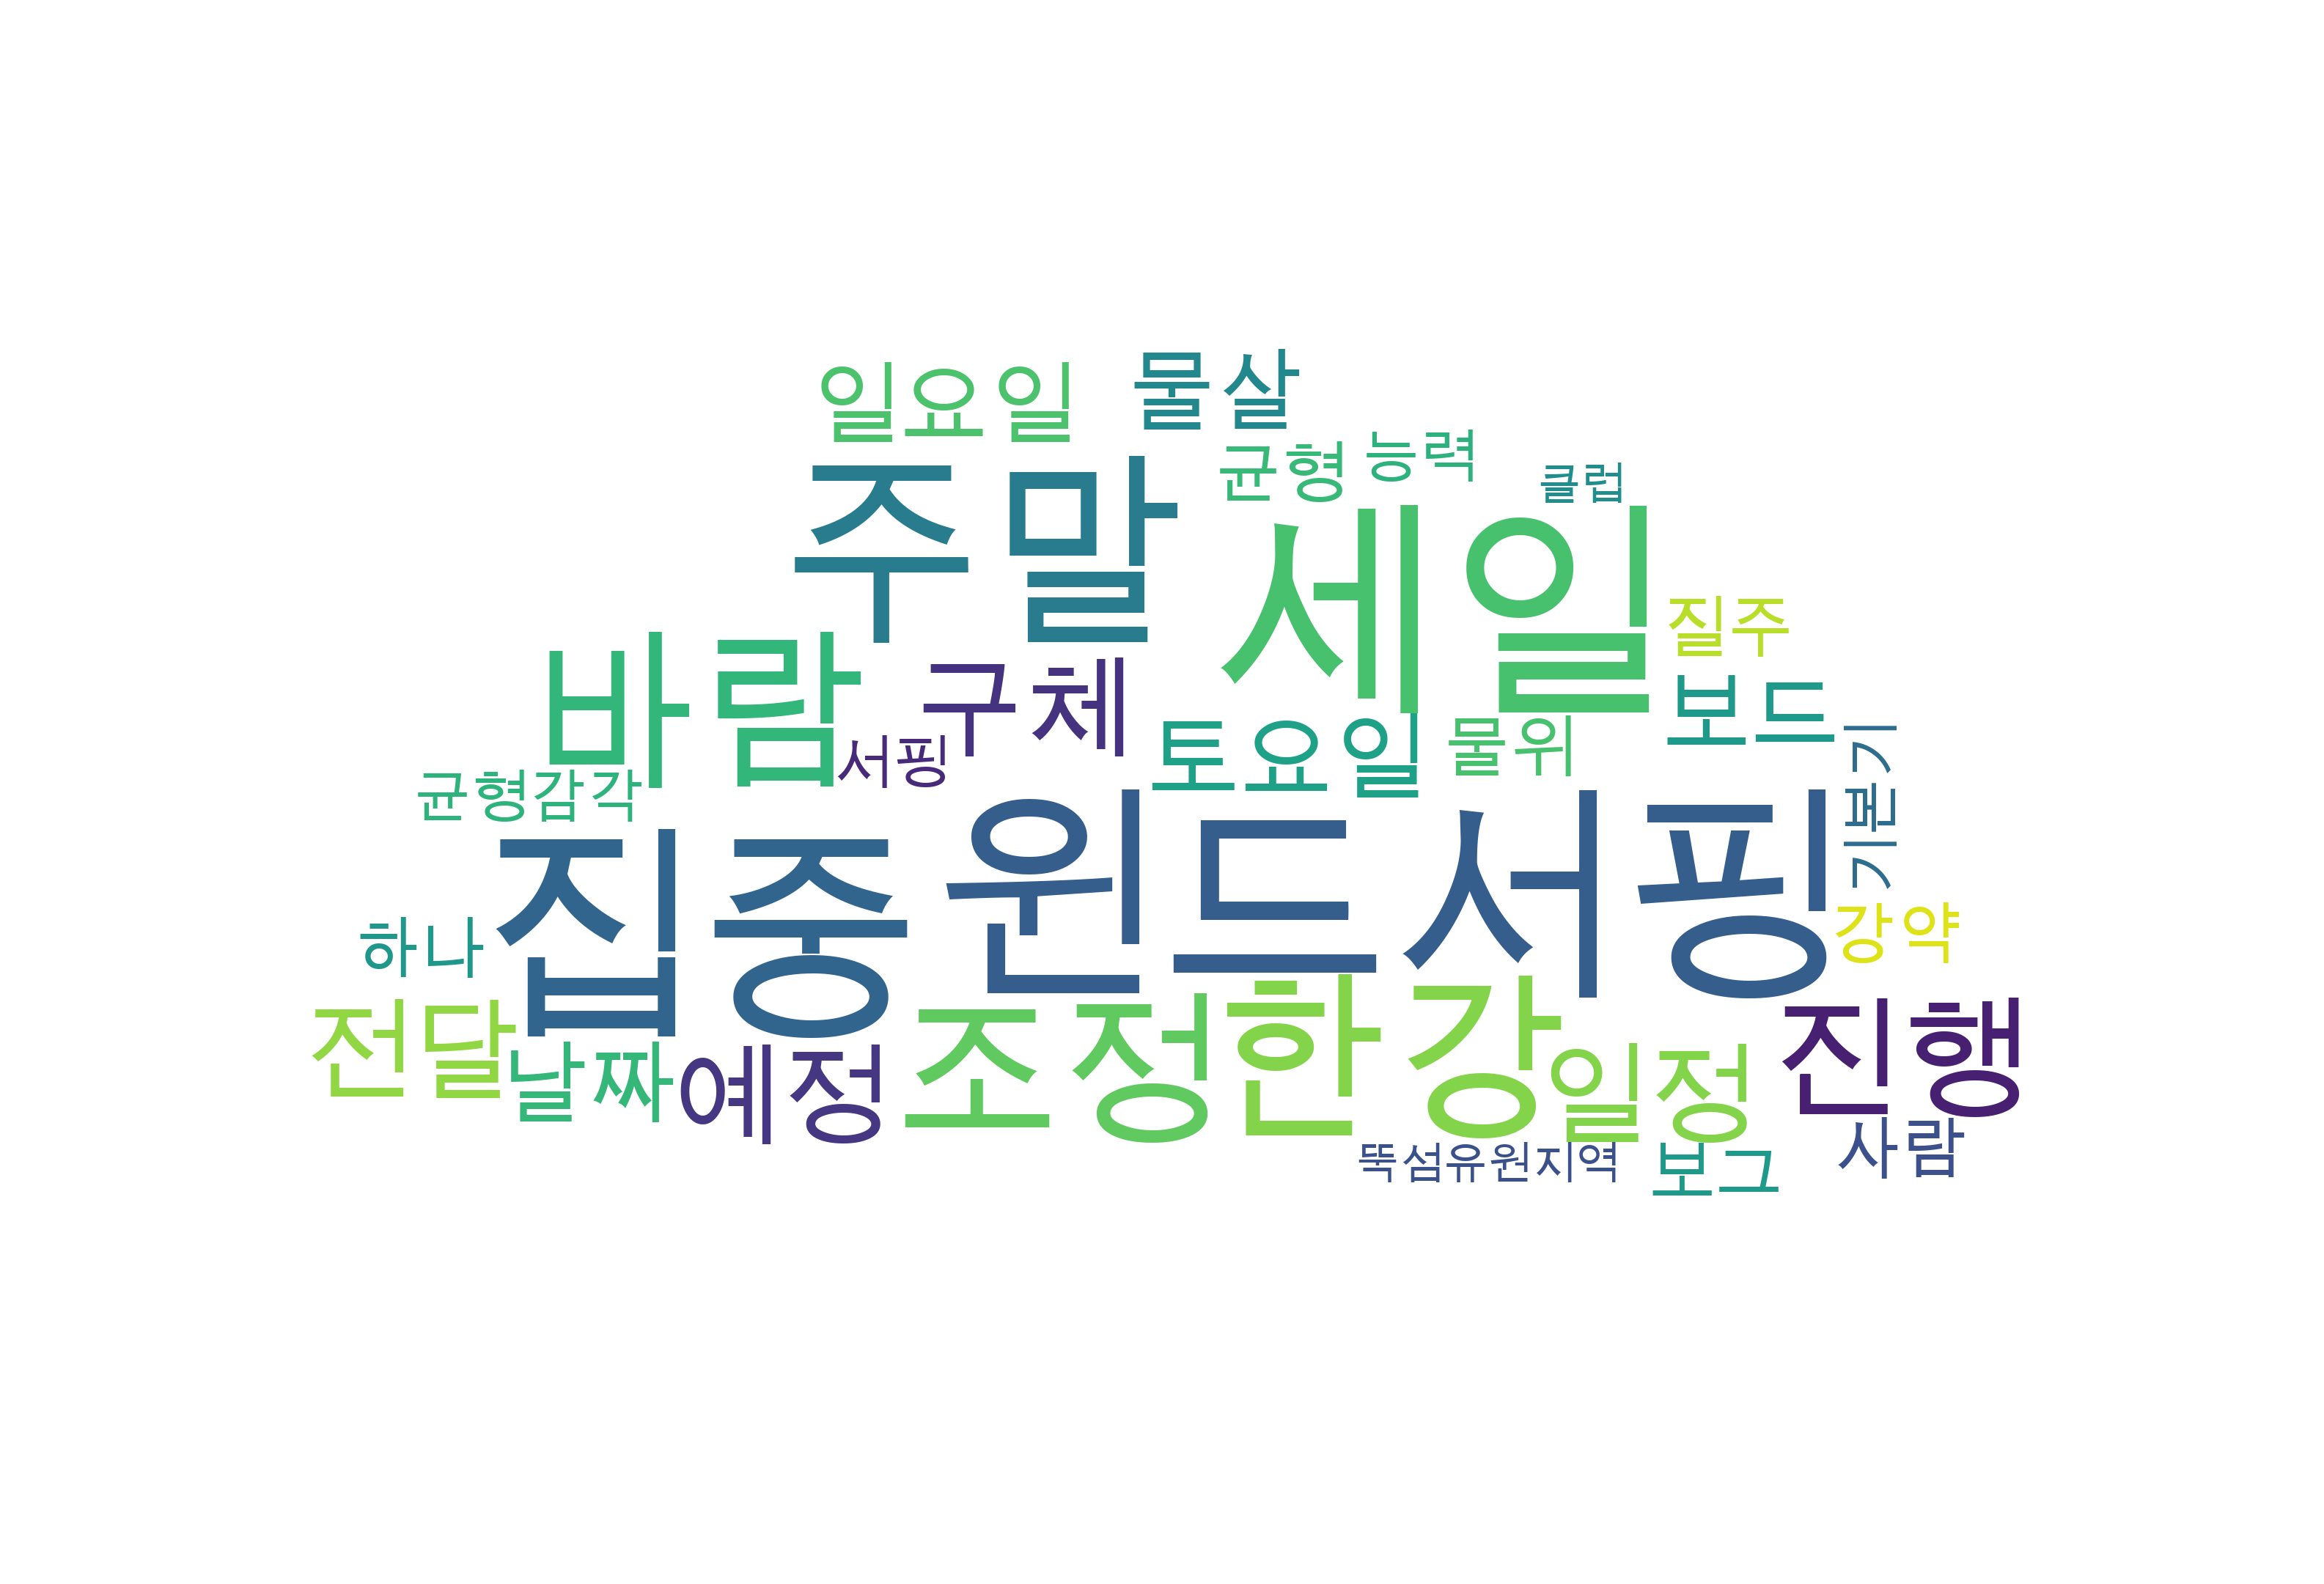 일요일
물살
균형
능력
클럽
주말
세일
질주
바람
구체
보드
서핑
토요일
물위
기본기
균형감각
윈드서핑
집중
하나
강약
전달
날짜
예정
조정
한강
일정
진행
뚝섬유원지역
보그
사람